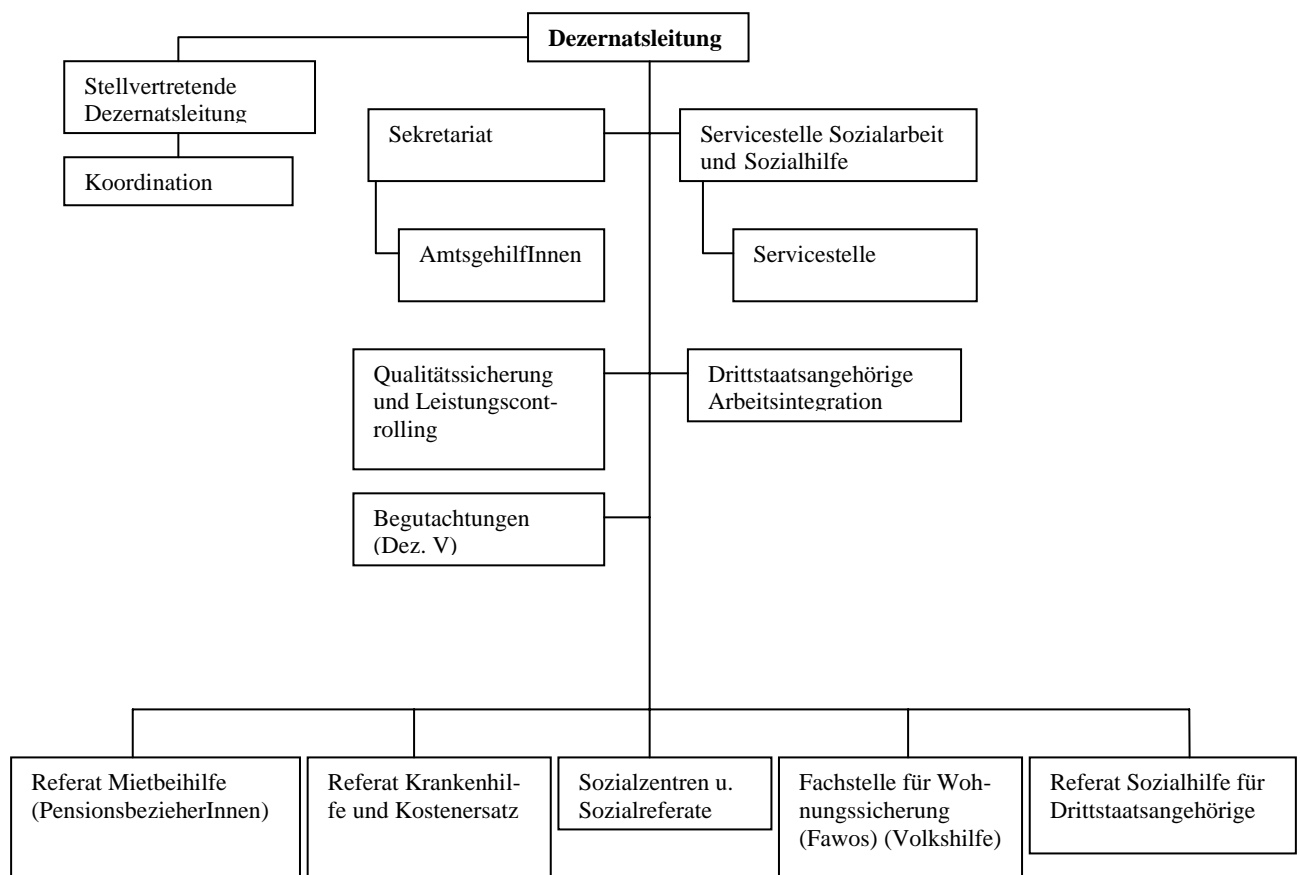 Dezernatsleitung
Stellvertretende
Dezernatsleitung
Koordination
Sekretariat
Servicestelle Sozialarbeit
und Sozialhilfe
AmtsgehilfInnen
Servicestelle
Qualitätssicherung
und Leistungscont-
rolling
Drittstaatsangehörige
Arbeitsintegration
Begutachtungen
(Dez. V)
Referat Mietbeihilfe
(PensionsbezieherInnen)
Referat Krankenhil-
fe und Kostenersatz
Sozialzentren u.
Sozialreferate
Fachstelle für Woh-
nungssicherung
(Fawos) (Volkshilfe)
Referat Sozialhilfe für
Drittstaatsangehörige